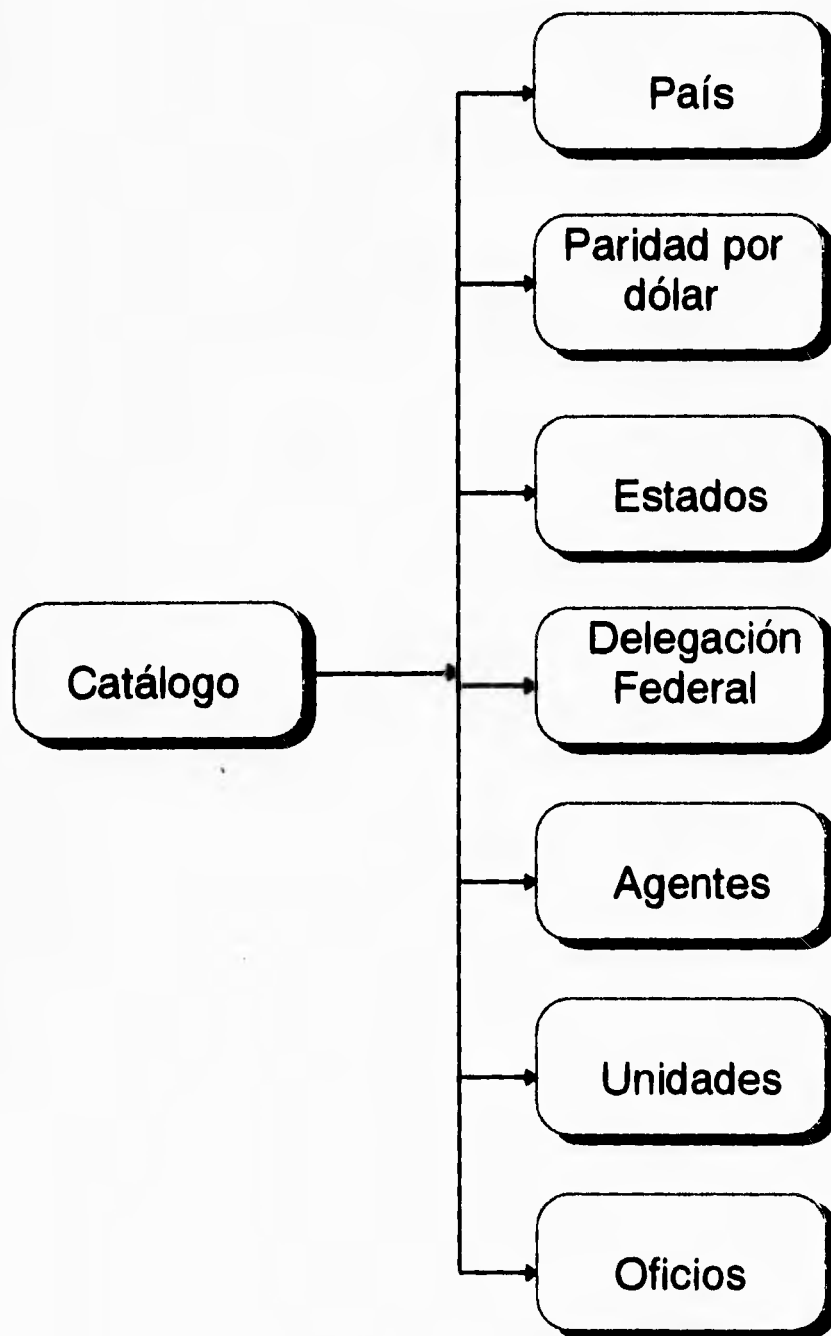 País
Paridad por
dólar
Estados
Catálogo
Delegación
Federal
Agentes
Unidades
Oficios